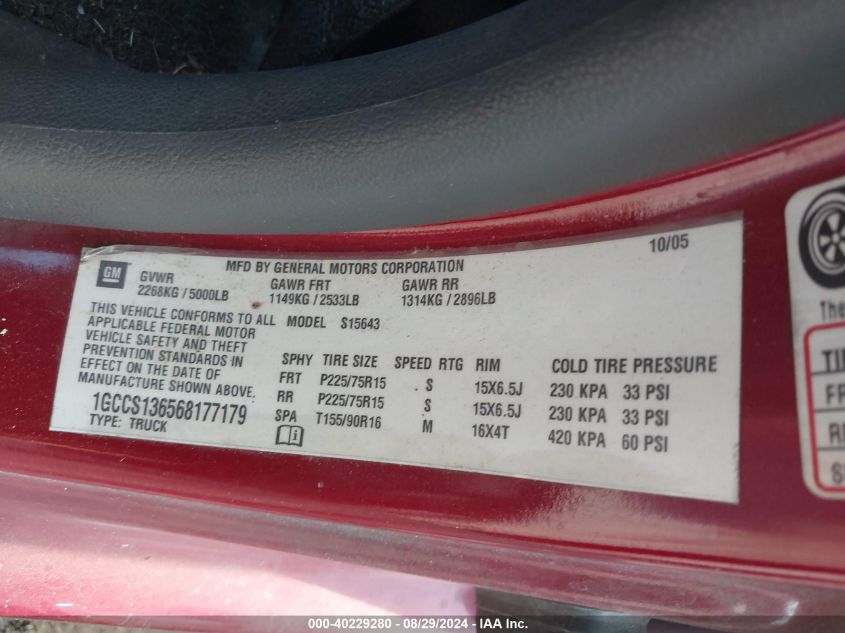 MFD BY GENERAL MOTORS CORPORATION 10/05
GM GVWR GAWR FRT GAWR RR
2268KG / 5000LB 1149KG / 2533LB 1314KG / 2896LB
THIS VEHICLE CONFORMS TO ALL MODEL S15643
APPLICABLE FEDERAL MOTOR
VEHICLE SAFETY AND THEFT
PREVENTION STANDARDS IN
EFFECT ON THE DATE OF
MANUFACTURE SHOWN ABOVE.
1GCCS136568177179
TYPE: TRUCK
SPHY TIRE SIZE SPEED RTG RIM COLD TIRE PRESSURE
FRT P225/75R15 S 15X6.5J 230 KPA 33 PSI
RR P225/75R15 S 15X6.5J 230 KPA 33 PSI
SPA T155/90R16 M 16X4T 420 KPA 60 PSI
The
000-40229280 - 08/29/2024 - IAA Inc.